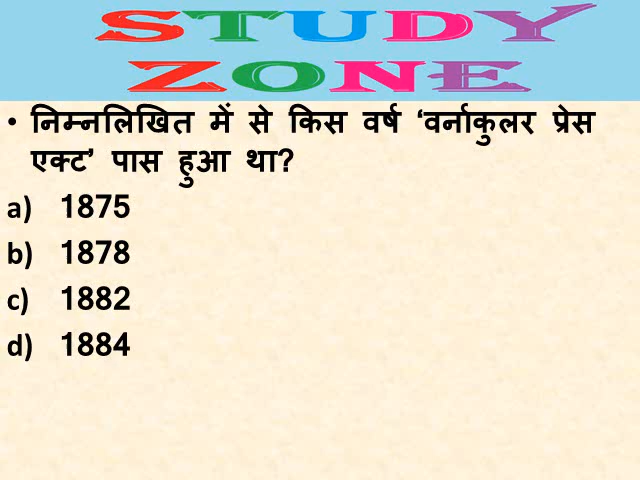 STUDY
ZONE
• निम्नलिखित में से किस वर्ष ‘वर्नाकुलर प्रेस
एक्ट’ पास हुआ था?
a) 1875
b) 1878
c) 1882
d) 1884